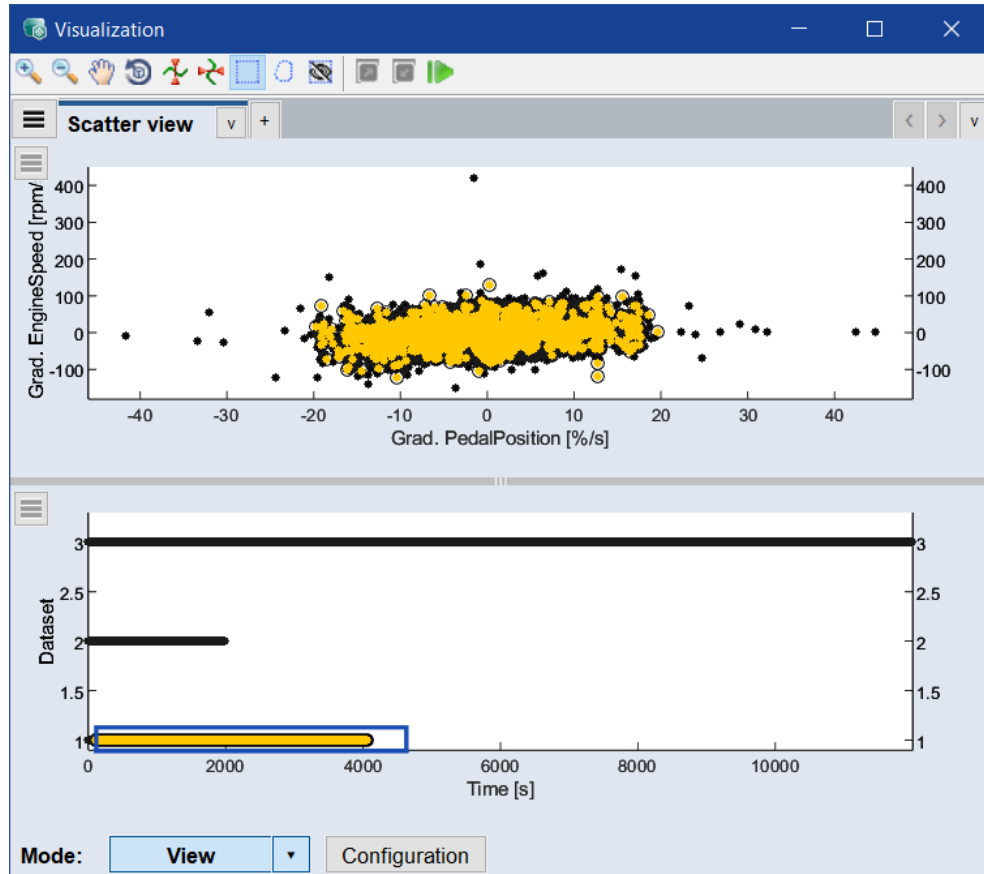 Visualization
Scatter view v + < > v
Grad. EngineSpeed [rpm/
400
300
200
100
0
-100
400
300
200
100
0
-100
-40 -30 -20 -10 0 10 20 30 40
Grad. PedalPosition [%/s]
Dataset
3
2.5
2
1.5
1
3
2.5
2
1.5
1
0 2000 4000 6000 8000 10000
Time [s]
Mode: View Configuration